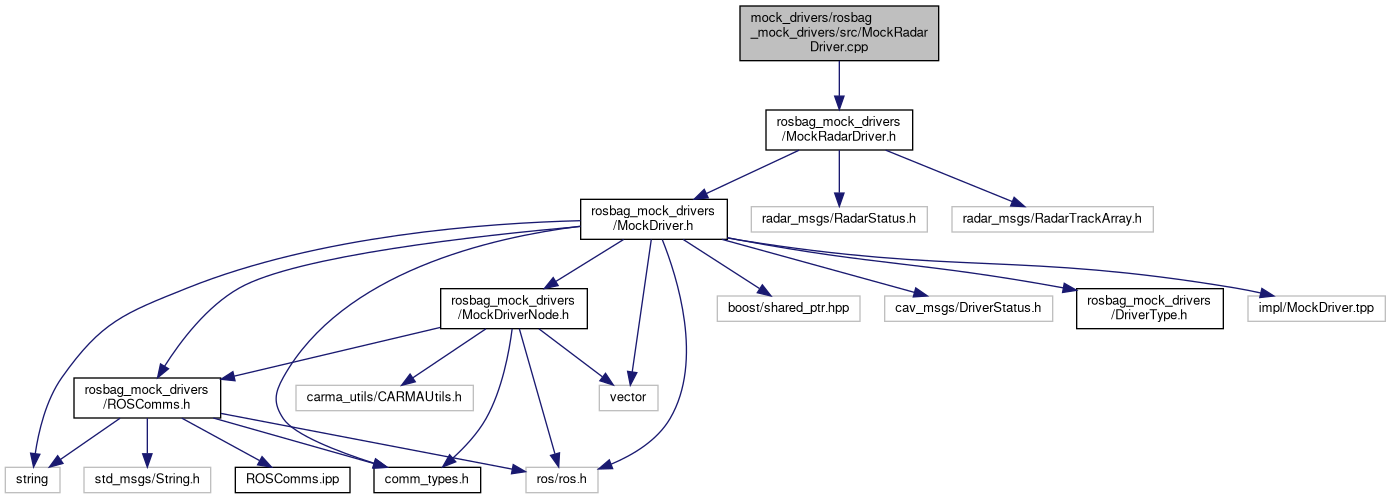 mock_drivers/rosbag
_mock_drivers/src/MockRadar
Driver.cpp
rosbag_mock_drivers
/MockRadarDriver.h
rosbag_mock_drivers
/MockDriver.h
radar_msgs/RadarStatus.h
radar_msgs/RadarTrackArray.h
rosbag_mock_drivers
/MockDriverNode.h
boost/shared_ptr.hpp
cav_msgs/DriverStatus.h
rosbag_mock_drivers
/DriverType.h
impl/MockDriver.tpp
rosbag_mock_drivers
/ROSComms.h
carma_utils/CARMAUtils.h
vector
string
std_msgs/String.h
ROSComms.ipp
comm_types.h
ros/ros.h